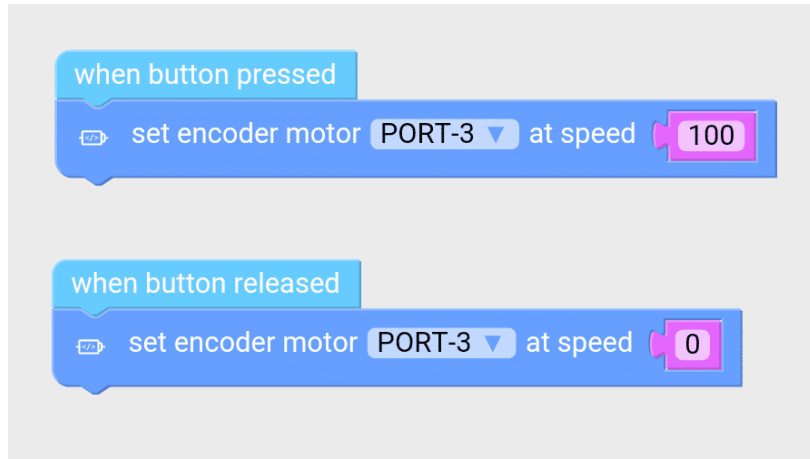 when button pressed
set encoder motor PORT-3 ▼ at speed 100
when button released
set encoder motor PORT-3 ▼ at speed 0